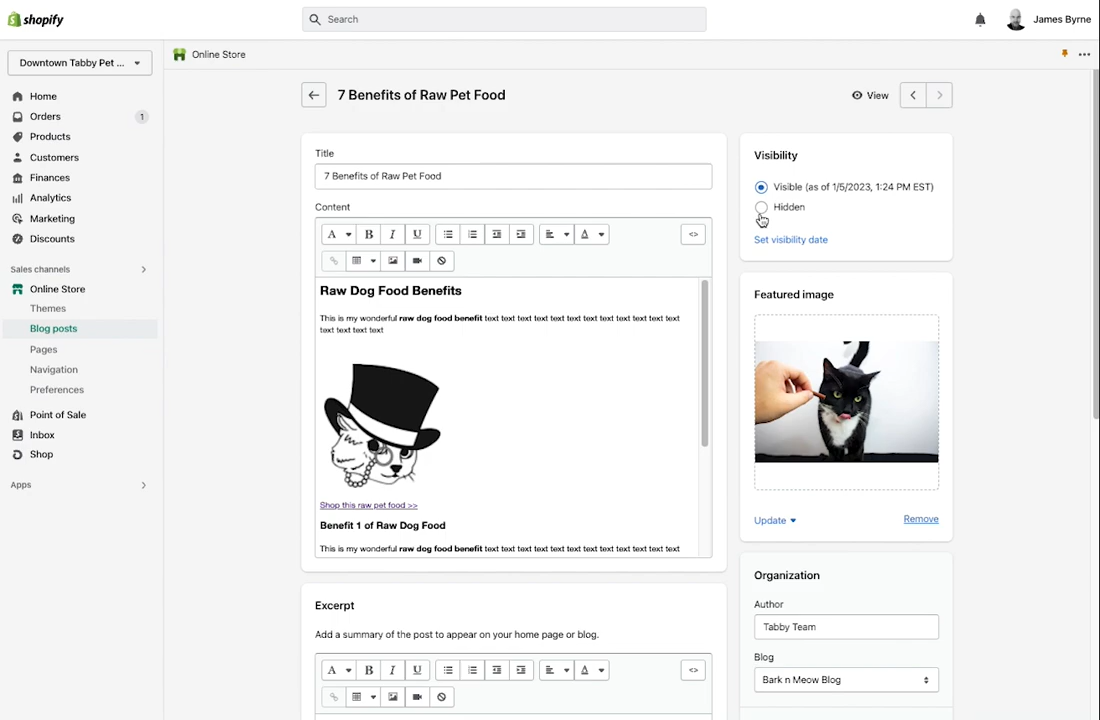 shopify
Search
James Byrne
Downtown Tabby Pet ...
Online Store
Home
Orders 1
Products
Customers
Finances
Analytics
Marketing
Discounts
Sales channels
Online Store
Themes
Blog posts
Pages
Navigation
Preferences
Point of Sale
Inbox
Shop
Apps
7 Benefits of Raw Pet Food
View
Title
7 Benefits of Raw Pet Food
Content
A B I U A <>
Raw Dog Food Benefits
This is my wonderful raw dog food benefit text text text text text text text text text text text text
text text text text
Shop this raw pet food >>
Benefit 1 of Raw Dog Food
This is my wonderful raw dog food benefit text text text text text text text text text text text text
Excerpt
Add a summary of the post to appear on your home page or blog.
A B I U A <>
Visibility
Visible (as of 1/5/2023, 1:24 PM EST)
Hidden
Set visibility date
Featured image
Update Remove
Organization
Author
Tabby Team
Blog
Bark n Meow Blog